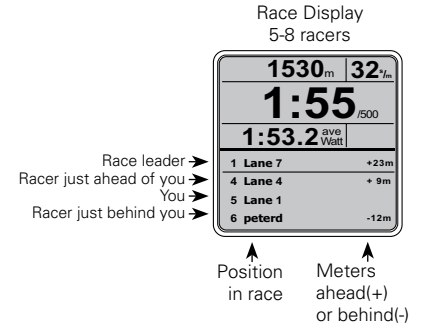 Race Display
5-8 racers
1530m 32s/m
1:55 /500
1:53.2 ave Watt
Race leader 1 Lane 7 +23m
Racer just ahead of you 4 Lane 4 + 9m
You 5 Lane 1
Racer just behind you 6 peterd -12m
Position in race
Meters ahead(+) or behind(-)